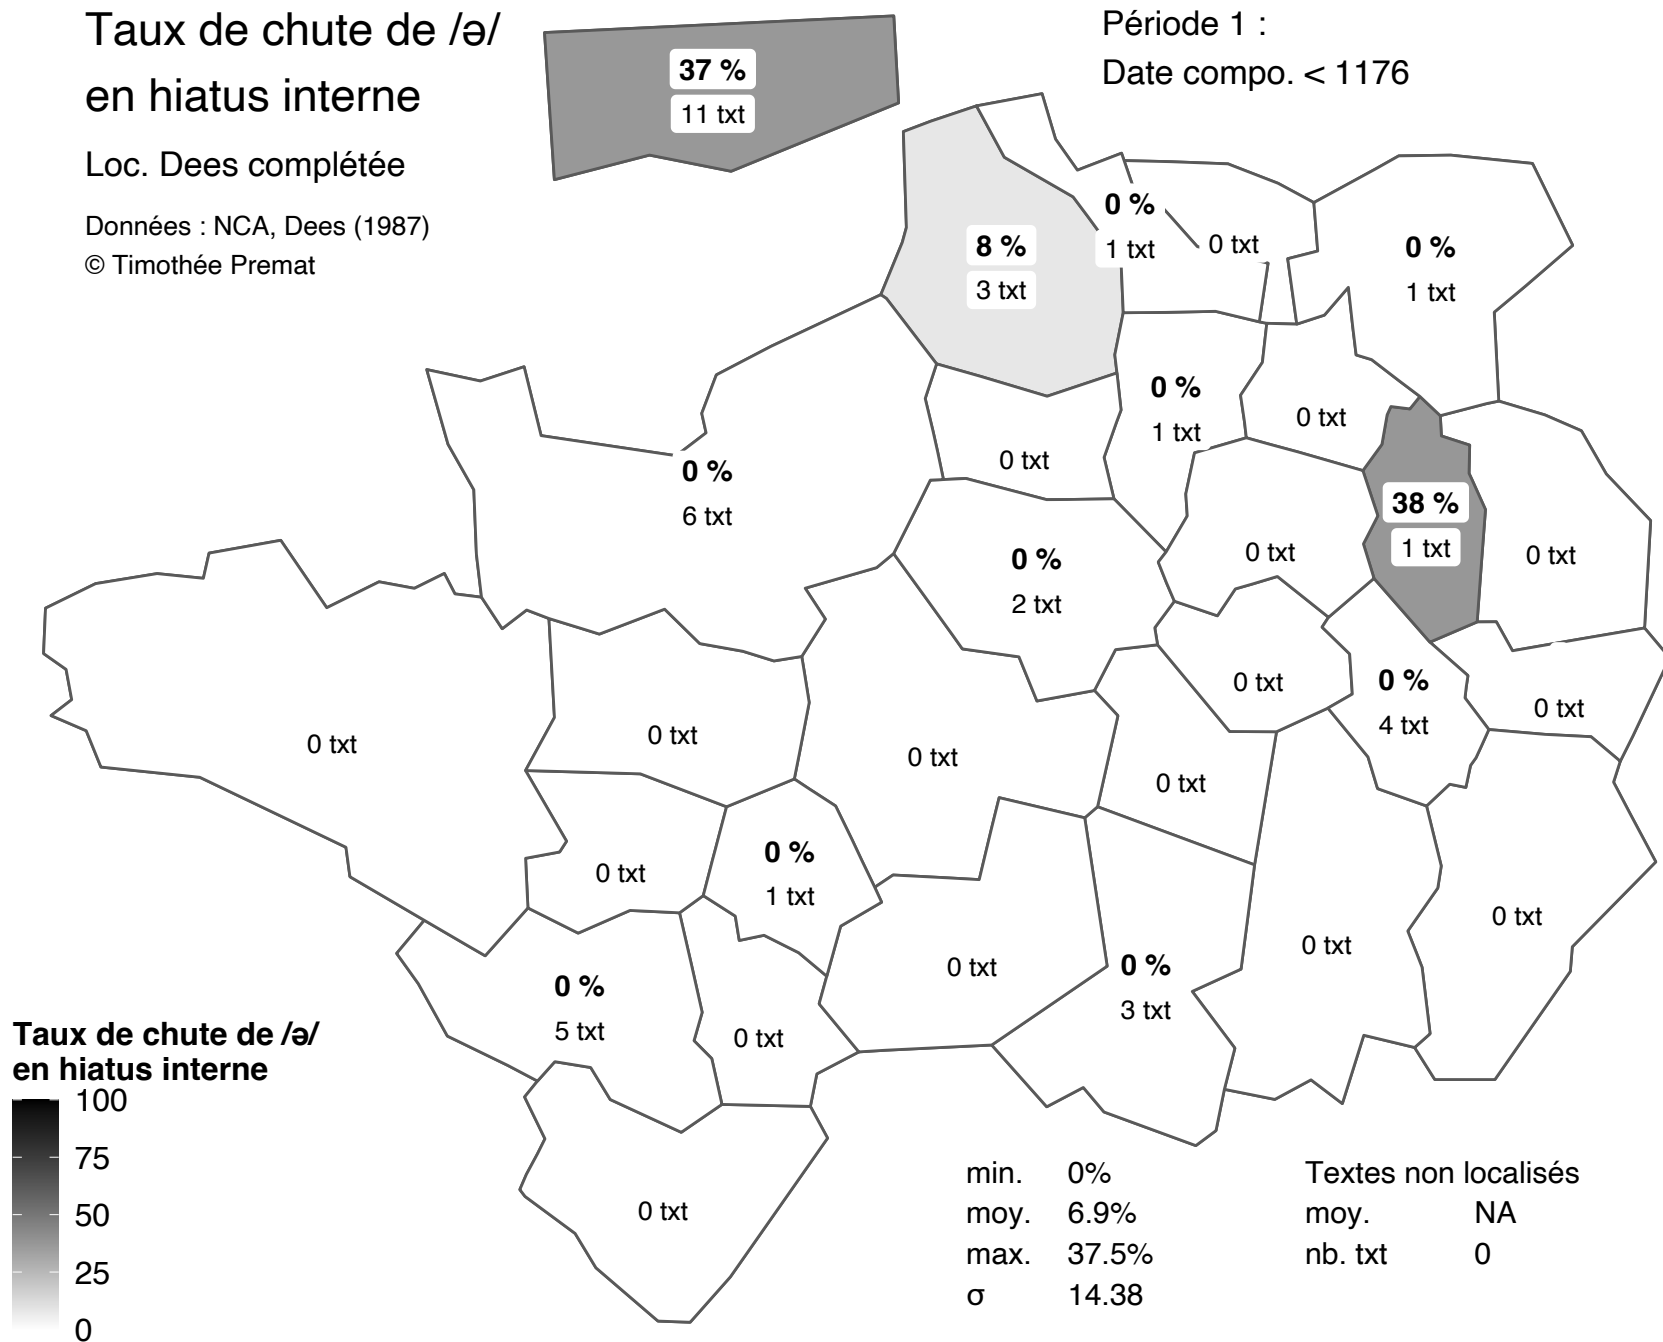 Taux de chute de /ə/
en hiatus interne
Loc. Dees complétée
Données : NCA, Dees (1987)
© Timothée Premat
Période 1 :
Date compo. < 1176
37 %
11 txt
8 %
3 txt
0 %
1 txt
0 txt
0 %
1 txt
0 %
1 txt
0 txt
0 txt
0 %
6 txt
38 %
1 txt
0 txt
0 txt
0 %
2 txt
0 txt
0 %
4 txt
0 txt
0 txt
0 txt
0 txt
0 txt
0 txt
0 %
1 txt
0 txt
0 txt
0 txt
0 %
3 txt
0 txt
0 %
5 txt
0 txt
0 txt
Taux de chute de /ə/
en hiatus interne
100
75
50
25
0
min. 0%
moy. 6.9%
max. 37.5%
σ 14.38
Textes non localisés
moy. NA
nb. txt 0